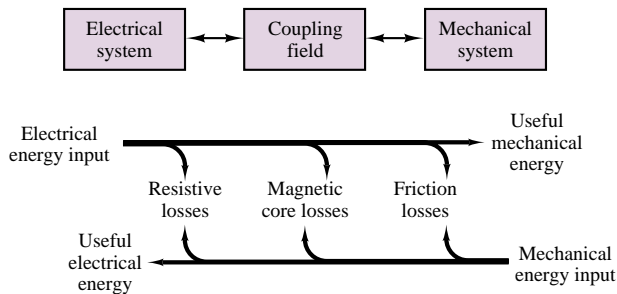 Electrical
system
Coupling
field
Mechanical
system
Electrical
energy input
Useful
mechanical
energy
Resistive
losses
Magnetic
core losses
Friction
losses
Useful
electrical
energy
Mechanical
energy input